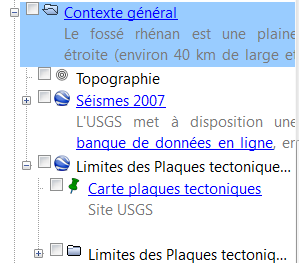 Contexte général
Le fossé rhénan est une plaine
étroite (environ 40 km de large et
Topographie
Séismes 2007
L'USGS met à disposition une
banque de données en ligne, en
Limites des Plaques tectonique...
Carte plaques tectoniques
Site USGS
Limites des Plaques tectoniq...